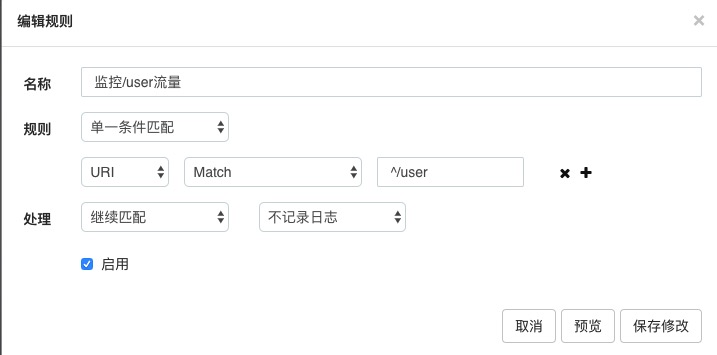 编辑规则 ×
名称 监控/user流量
规则 单一条件匹配
URI Match ^/user
处理 继续匹配 不记录日志
启用
取消 预览 保存修改